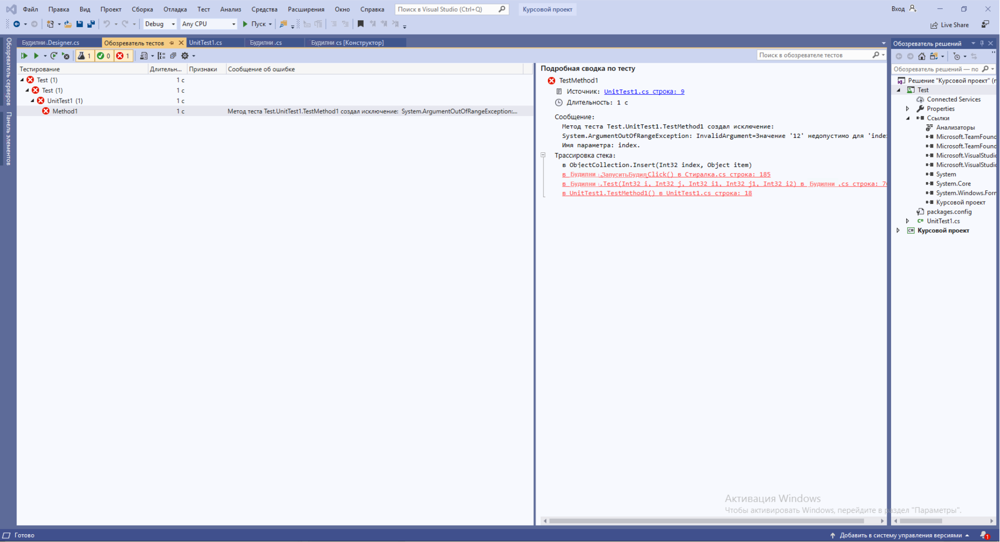 Файл Правка Вид Проект Сборка Отладка Тест Анализ Средства Расширения Окно Справка Поиск в Visual Studio (Ctrl+Q) Курсовой проект Вход
Debug Any CPU Пуск Live Share
Обозреватель серверов
Панель элементов
Будилни .Designer.cs Обозреватель тестов UnitTest1.cs Будилни .cs Будилни cs [Конструктор]
1 0 1 Поиск в обозревателе тестов
Тестирование Длительн... Признаки Сообщение об ошибке
Test (1) 1 с
Test (1) 1 с
UnitTest1 (1) 1 с
Method1 1 с Метод теста Test.UnitTest1.TestMethod1 создал исключение: System.ArgumentOutOfRangeException:...
Подробная сводка по тесту
TestMethod1
Источник: UnitTest1.cs строка: 9
Длительность: 1 с
Сообщение:
Метод теста Test.UnitTest1.TestMethod1 создал исключение:
System.ArgumentOutOfRangeException: InvalidArgument=Значение '12' недопустимо для 'inde
Имя параметра: index.
Трассировка стека:
в ObjectCollection.Insert(Int32 index, Object item)
в Будилни .ЗапуситьБудил Click() в Стиралка.cs строка: 185
в Будилни .Test(Int32 i, Int32 j, Int32 i1, Int32 j1, Int32 i2) в Будилни .cs строка: 7
в UnitTest1.TestMethod1() в UnitTest1.cs строка: 18
Обозреватель решений
Обозреватель решений — по
Решение "Курсовой проект" (
Test
Connected Services
Properties
Ссылки
Анализаторы
Microsoft.TeamFound
Microsoft.TeamFound
Microsoft.VisualStudio
Microsoft.VisualStudio
System
System.Core
System.Windows.For
Курсовой проект
packages.config
UnitTest1.cs
Курсовой проект
Активация Windows
Чтобы активировать Windows, перейдите в раздел "Параметры".
Готово Добавить в систему управления версиями 1